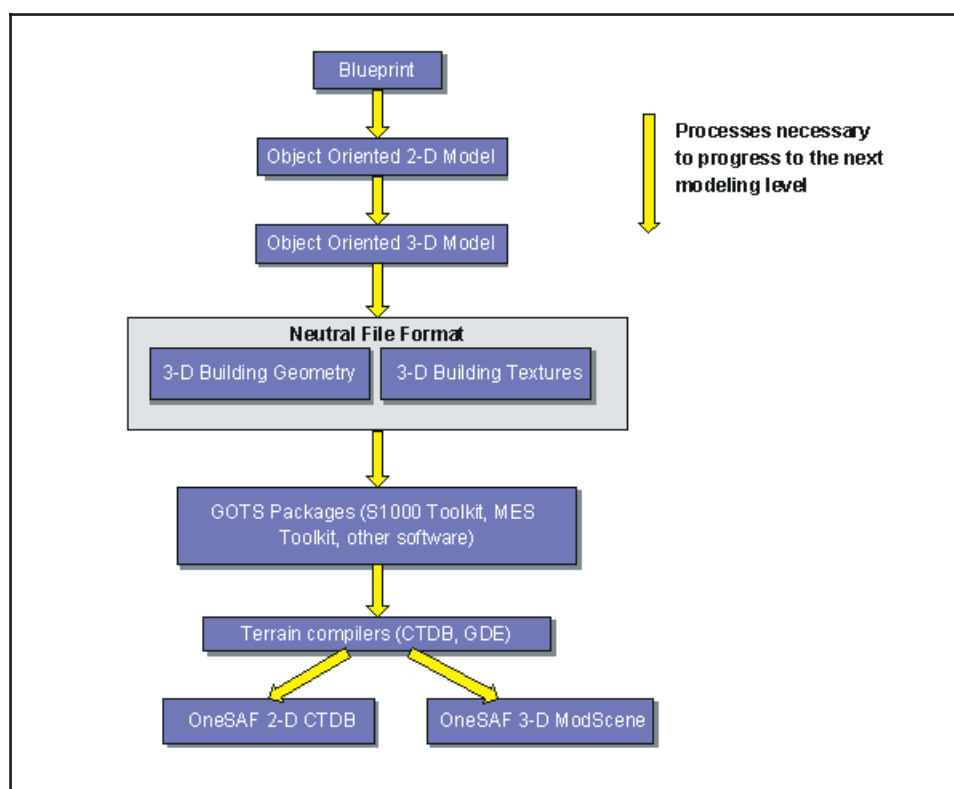 Blueprint
Object Oriented 2-D Model
Processes necessary
to progress to the next
modeling level
Object Oriented 3-D Model
Neutral File Format
3-D Building Geometry
3-D Building Textures
GOTS Packages (S1000 Toolkit, MES
Toolkit, other software)
Terrain compilers (CTDB, GDE)
OneSAF 2-D CTDB
OneSAF 3-D ModScene